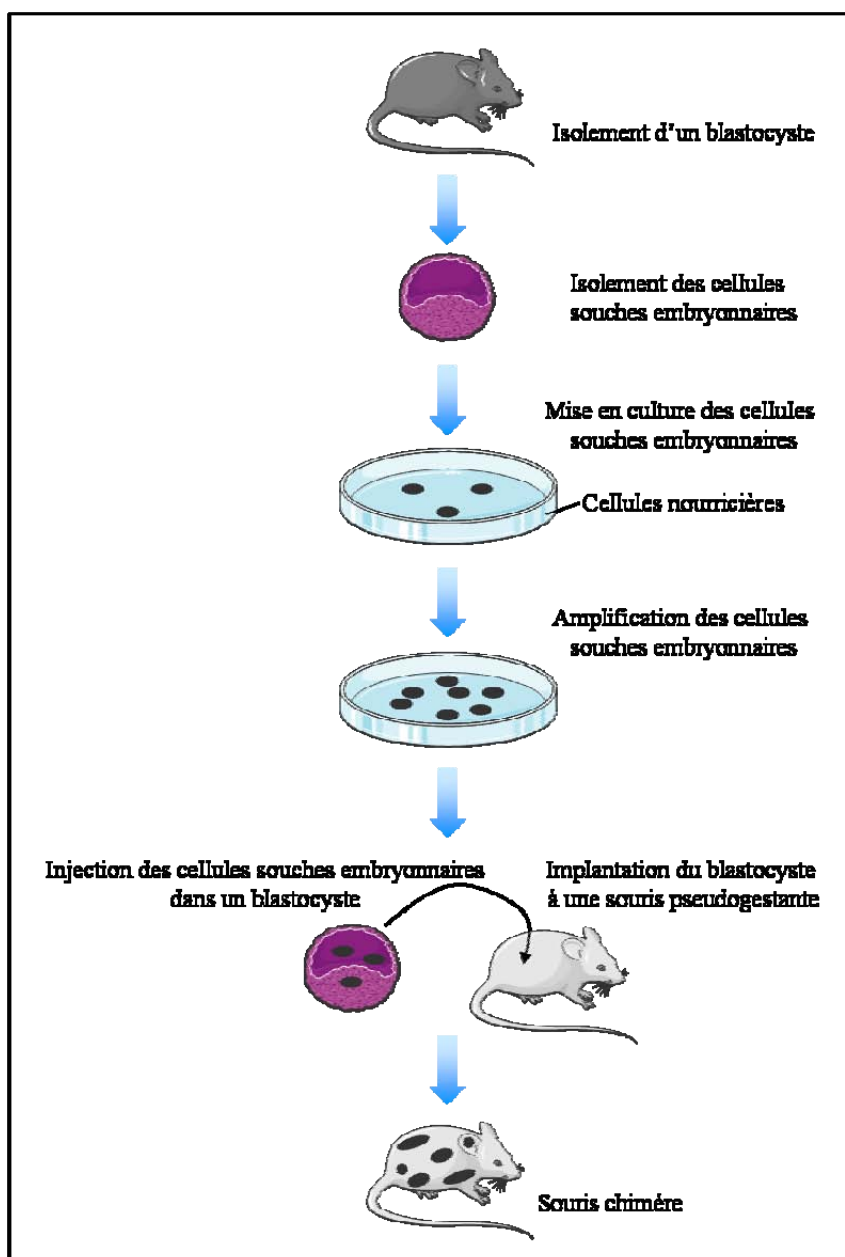 Isolement d'un blastocyste
Isolement des cellules
souches embryonnaires
Mise en culture des cellules
souches embryonnaires
Cellules nourricières
Amplification des cellules
souches embryonnaires
Injection des cellules souches embryonnaires
dans un blastocyste
Implantation du blastocyste
à une souris pseudogestante
Souris chimère